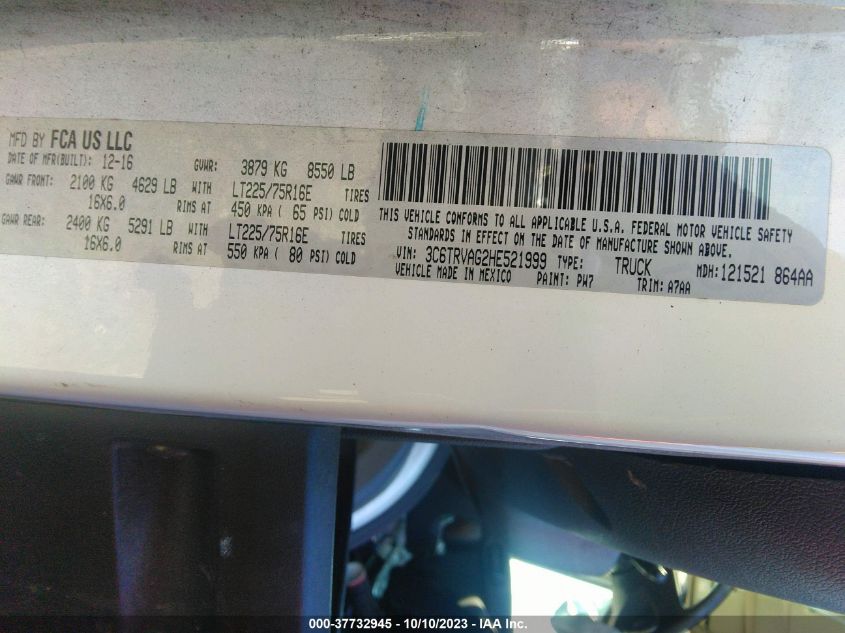 MFD BY FCA US LLC
DATE OF MFR(BUILT): 12-16 GVWR: 3879 KG 8550 LB
GAWR FRONT: 2100 KG 4629 LB WITH LT225/75R16E TIRES
16X6.0 RIMS AT 450 KPA ( 65 PSI) COLD
GAWR REAR: 2400 KG 5291 LB WITH LT225/75R16E TIRES
16X6.0 RIMS AT 550 KPA ( 80 PSI) COLD
THIS VEHICLE CONFORMS TO ALL APPLICABLE U.S.A. FEDERAL MOTOR VEHICLE SAFETY
STANDARDS IN EFFECT ON THE DATE OF MANUFACTURE SHOWN ABOVE.
VIN: 3C6TRVAG2HE521999 TYPE: TRUCK MDH: 121521 864AA
VEHICLE MADE IN MEXICO PAINT: PW7 TRIM: A7AA
000-37732945 - 10/10/2023 - IAA Inc.